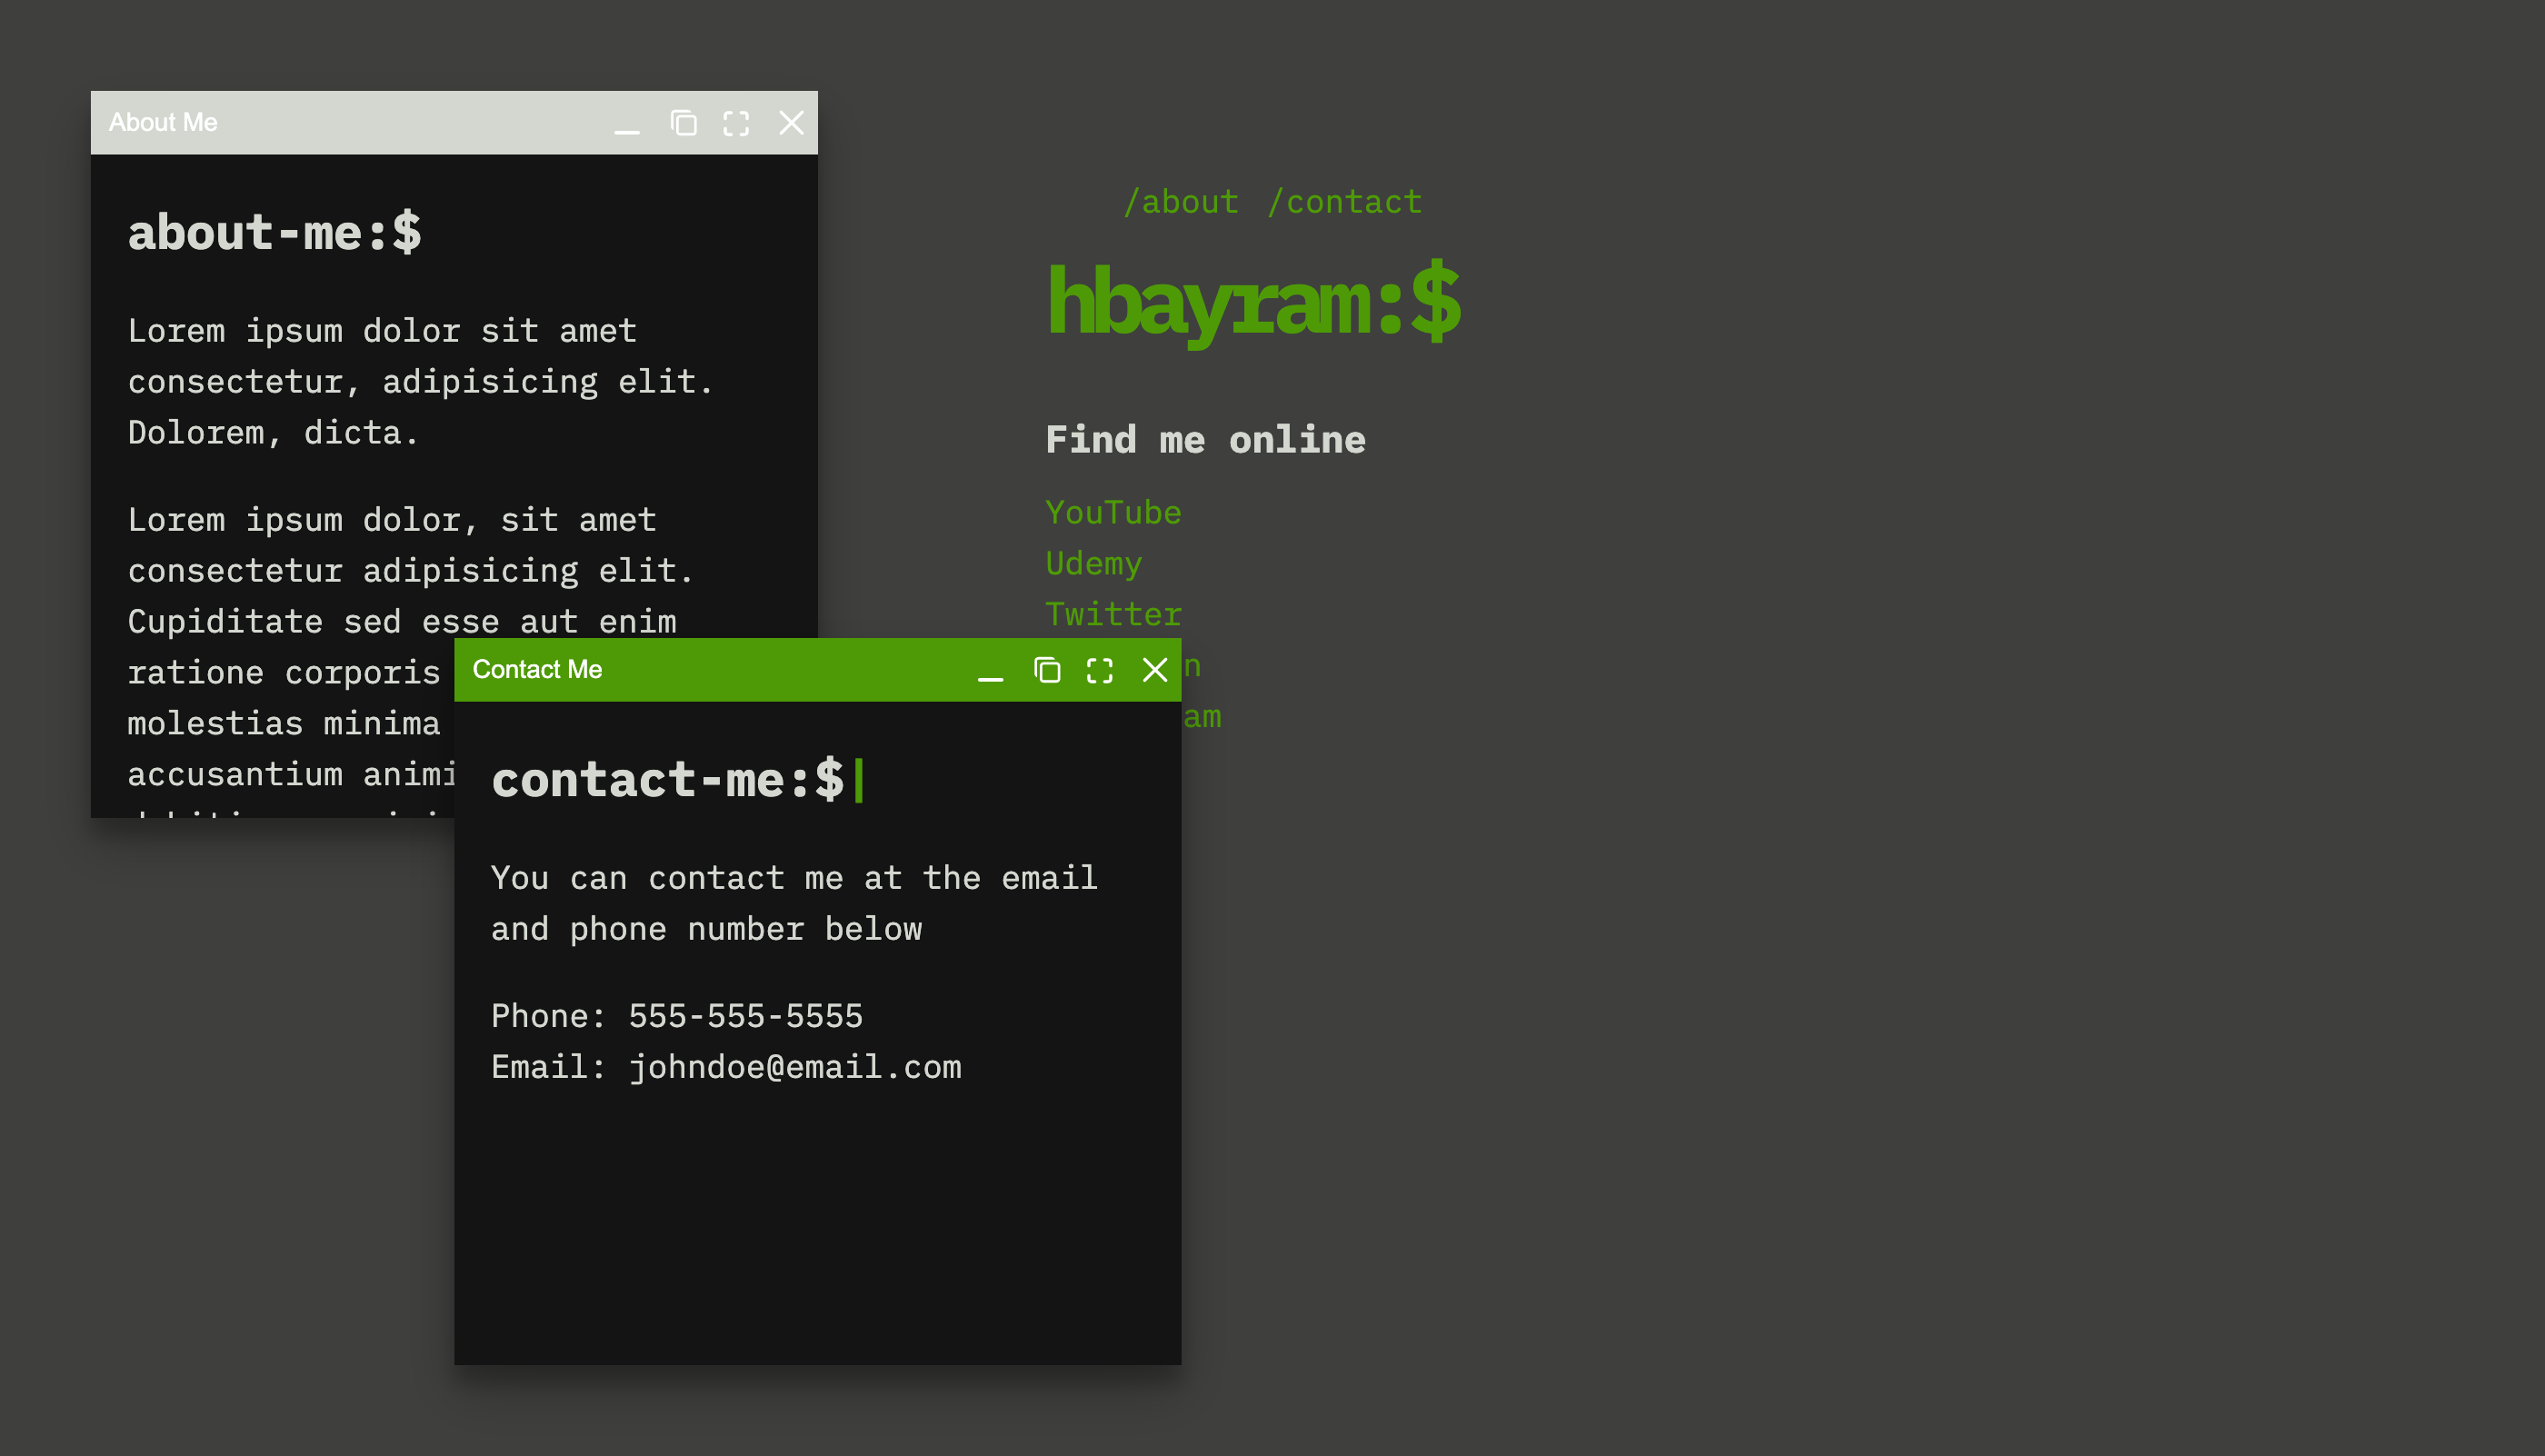 About Me
about-me:$
Lorem ipsum dolor sit amet
consectetur, adipisicing elit.
Dolorem, dicta.
Lorem ipsum dolor, sit amet
consectetur adipisicing elit.
Cupiditate sed esse aut enim
ratione corporis
molestias minima
accusantium animi
/about /contact
hbayram:$
Find me online
YouTube
Udemy
Twitter
n
am
Contact Me
contact-me:$
You can contact me at the email
and phone number below
Phone: 555-555-5555
Email: johndoe@email.com